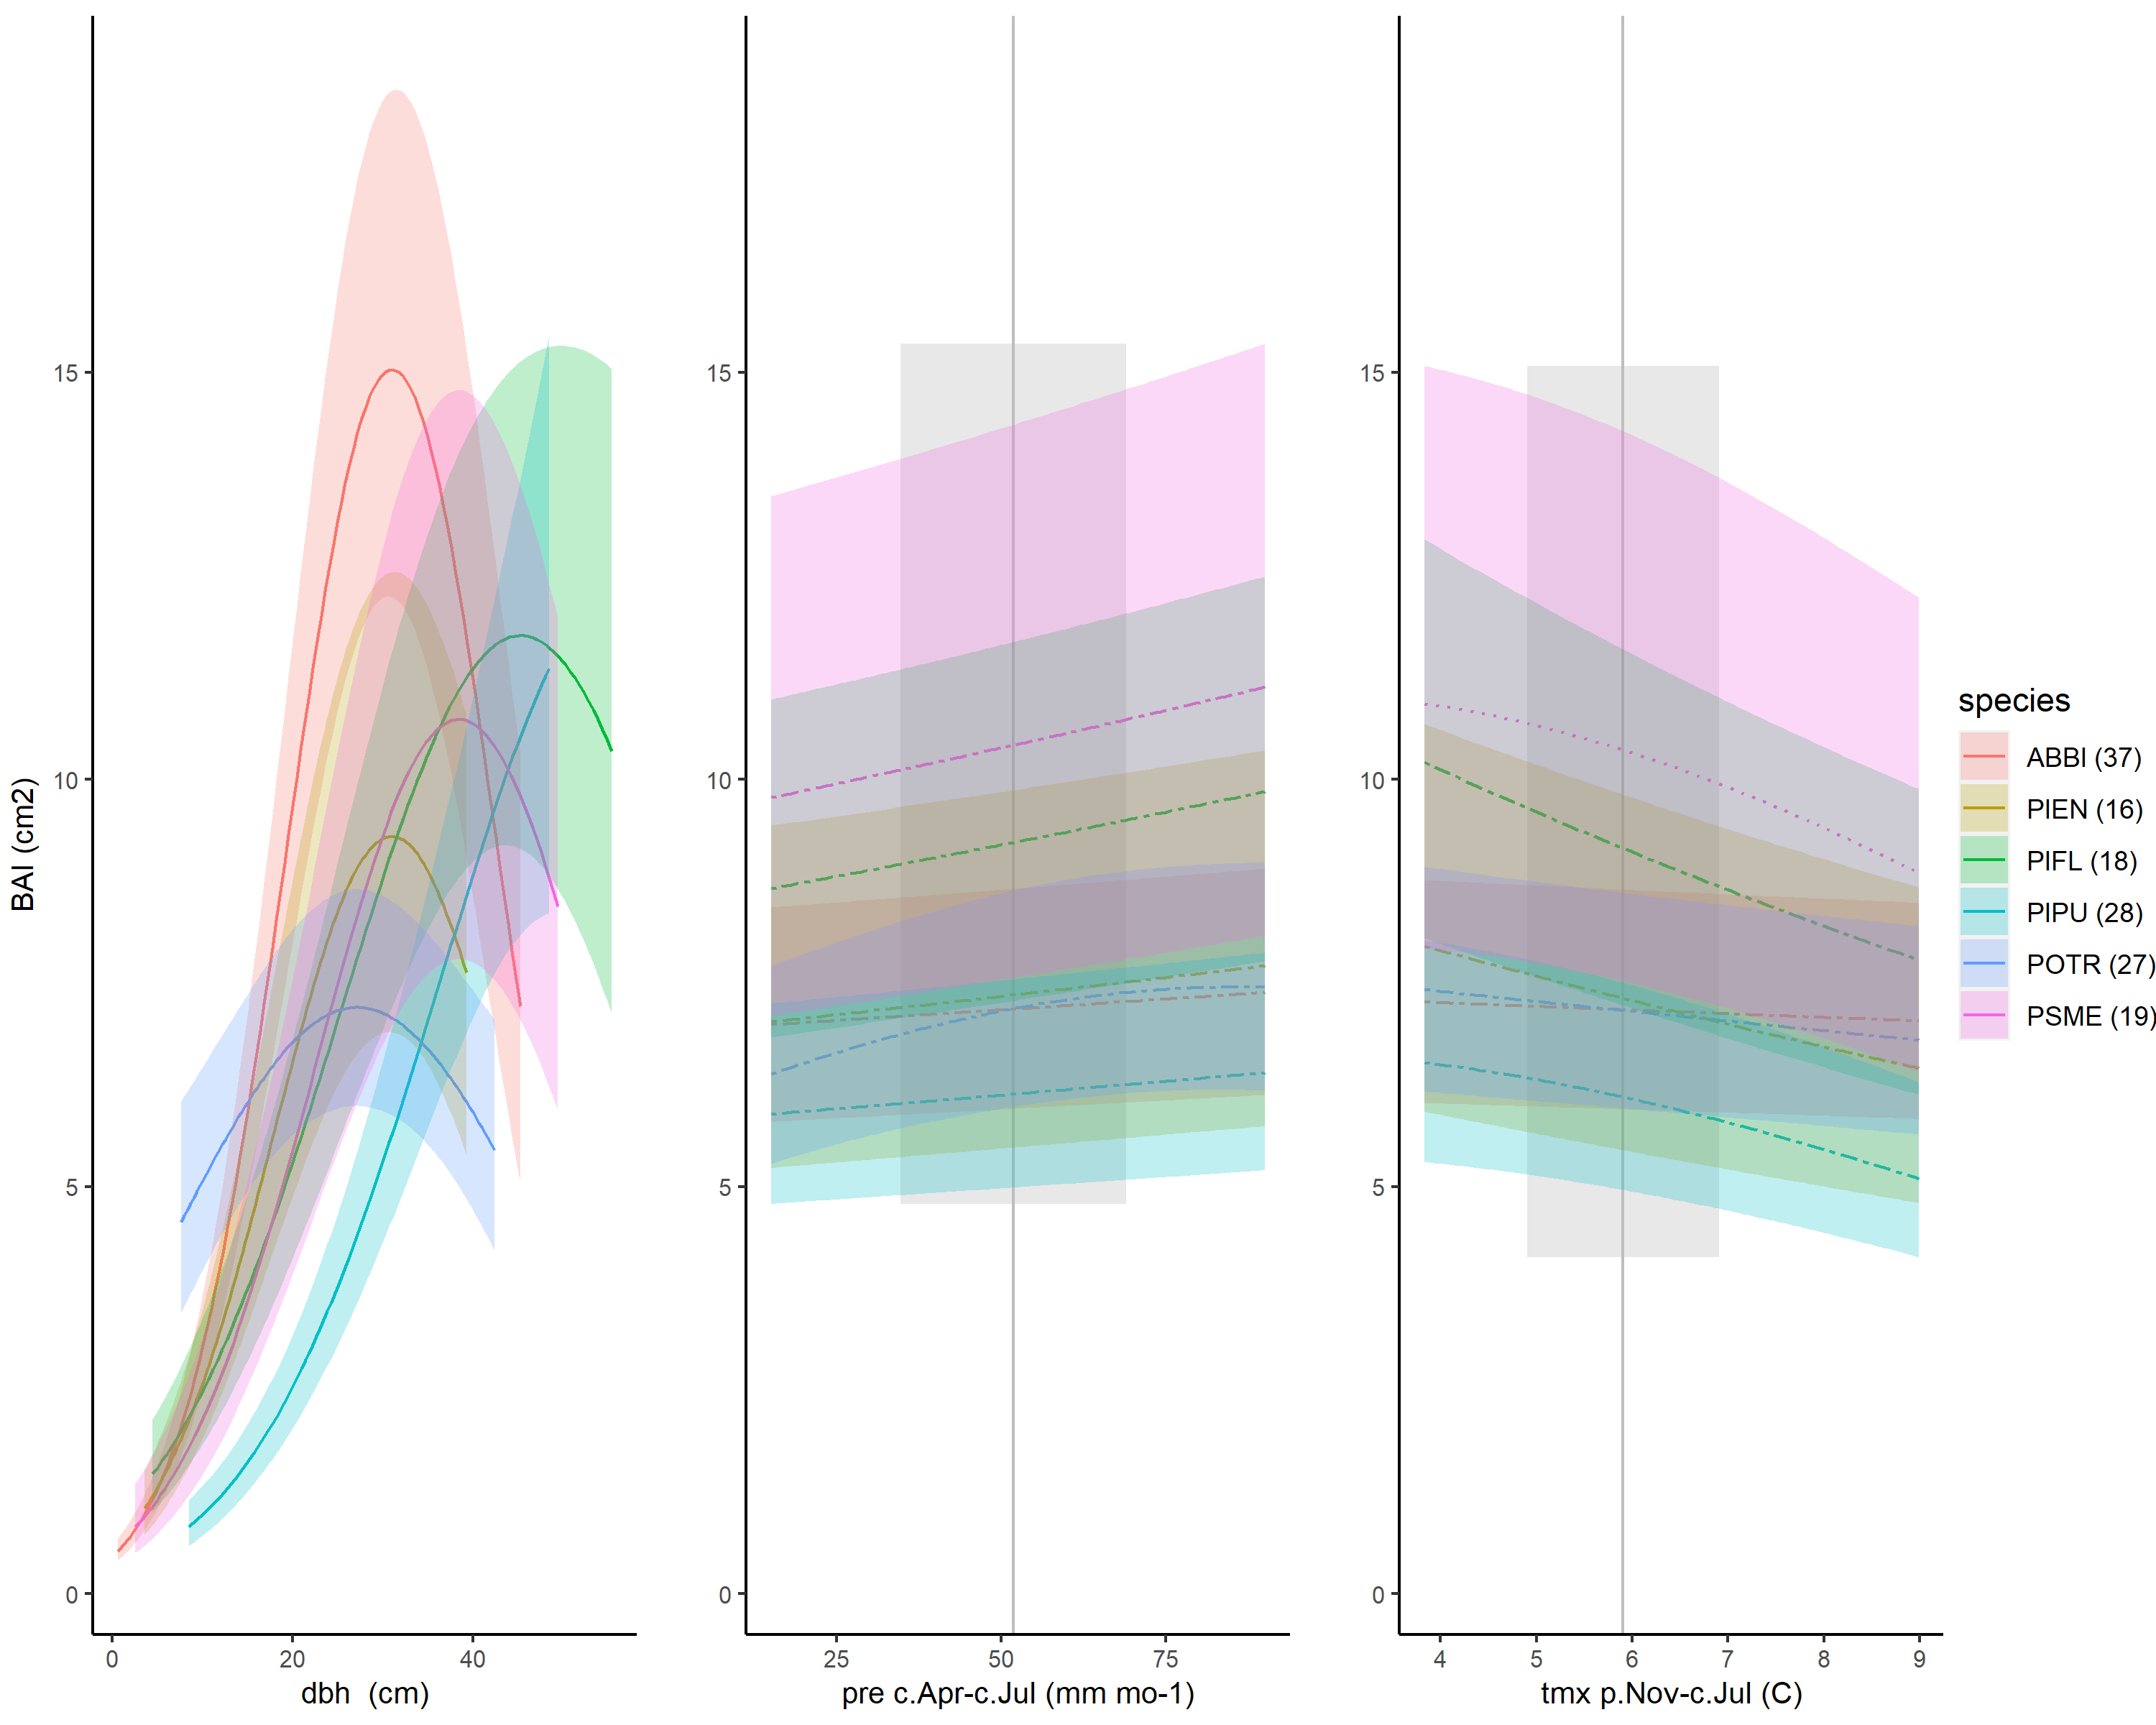 BAI (cm2)
15
10
5
0
0 20 40
dbh  (cm)
15
10
5
0
25 50 75
pre c.Apr-c.Jul (mm mo-1)
15
10
5
0
4 5 6 7 8 9
tmx p.Nov-c.Jul (C)
species
ABBI (37)
PIEN (16)
PIFL (18)
PIPU (28)
POTR (27)
PSME (19)